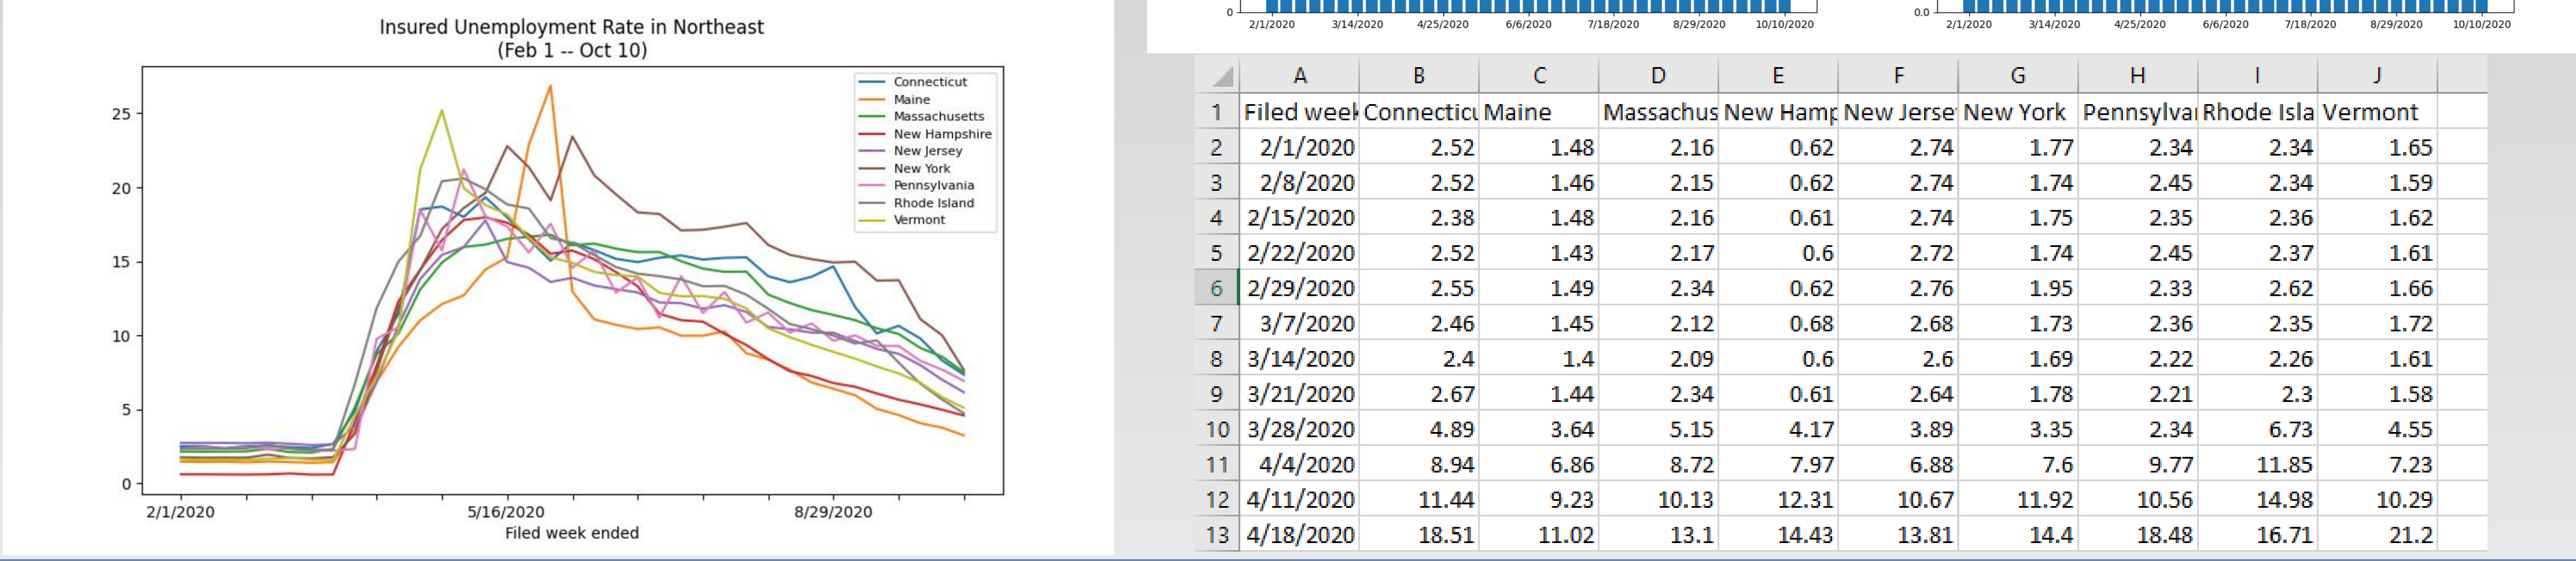 Insured Unemployment Rate in Northeast
(Feb 1 -- Oct 10)
Connecticut
Maine
Massachusetts
New Hampshire
New Jersey
New York
Pennsylvania
Rhode Island
Vermont
25
20
15
10
5
0
2/1/2020 5/16/2020 8/29/2020
Filed week ended
0
2/1/2020 3/14/2020 4/25/2020 6/6/2020 7/18/2020 8/29/2020 10/10/2020
0.0
2/1/2020 3/14/2020 4/25/2020 6/6/2020 7/18/2020 8/29/2020 10/10/2020
A B C D E F G H I J
1 Filed week Connecticu Maine Massachus New Hamp New Jerse New York Pennsylva Rhode Isla Vermont
2 2/1/2020 2.52 1.48 2.16 0.62 2.74 1.77 2.34 2.34 1.65
3 2/8/2020 2.52 1.46 2.15 0.62 2.74 1.74 2.45 2.34 1.59
4 2/15/2020 2.38 1.48 2.16 0.61 2.74 1.75 2.35 2.36 1.62
5 2/22/2020 2.52 1.43 2.17 0.6 2.72 1.74 2.45 2.37 1.61
6 2/29/2020 2.55 1.49 2.34 0.62 2.76 1.95 2.33 2.62 1.66
7 3/7/2020 2.46 1.45 2.12 0.68 2.68 1.73 2.36 2.35 1.72
8 3/14/2020 2.4 1.4 2.09 0.6 2.6 1.69 2.22 2.26 1.61
9 3/21/2020 2.67 1.44 2.34 0.61 2.64 1.78 2.21 2.3 1.58
10 3/28/2020 4.89 3.64 5.15 4.17 3.89 3.35 2.34 6.73 4.55
11 4/4/2020 8.94 6.86 8.72 7.97 6.88 7.6 9.77 11.85 7.23
12 4/11/2020 11.44 9.23 10.13 12.31 10.67 11.92 10.56 14.98 10.29
13 4/18/2020 18.51 11.02 13.1 14.43 13.81 14.4 18.48 16.71 21.2